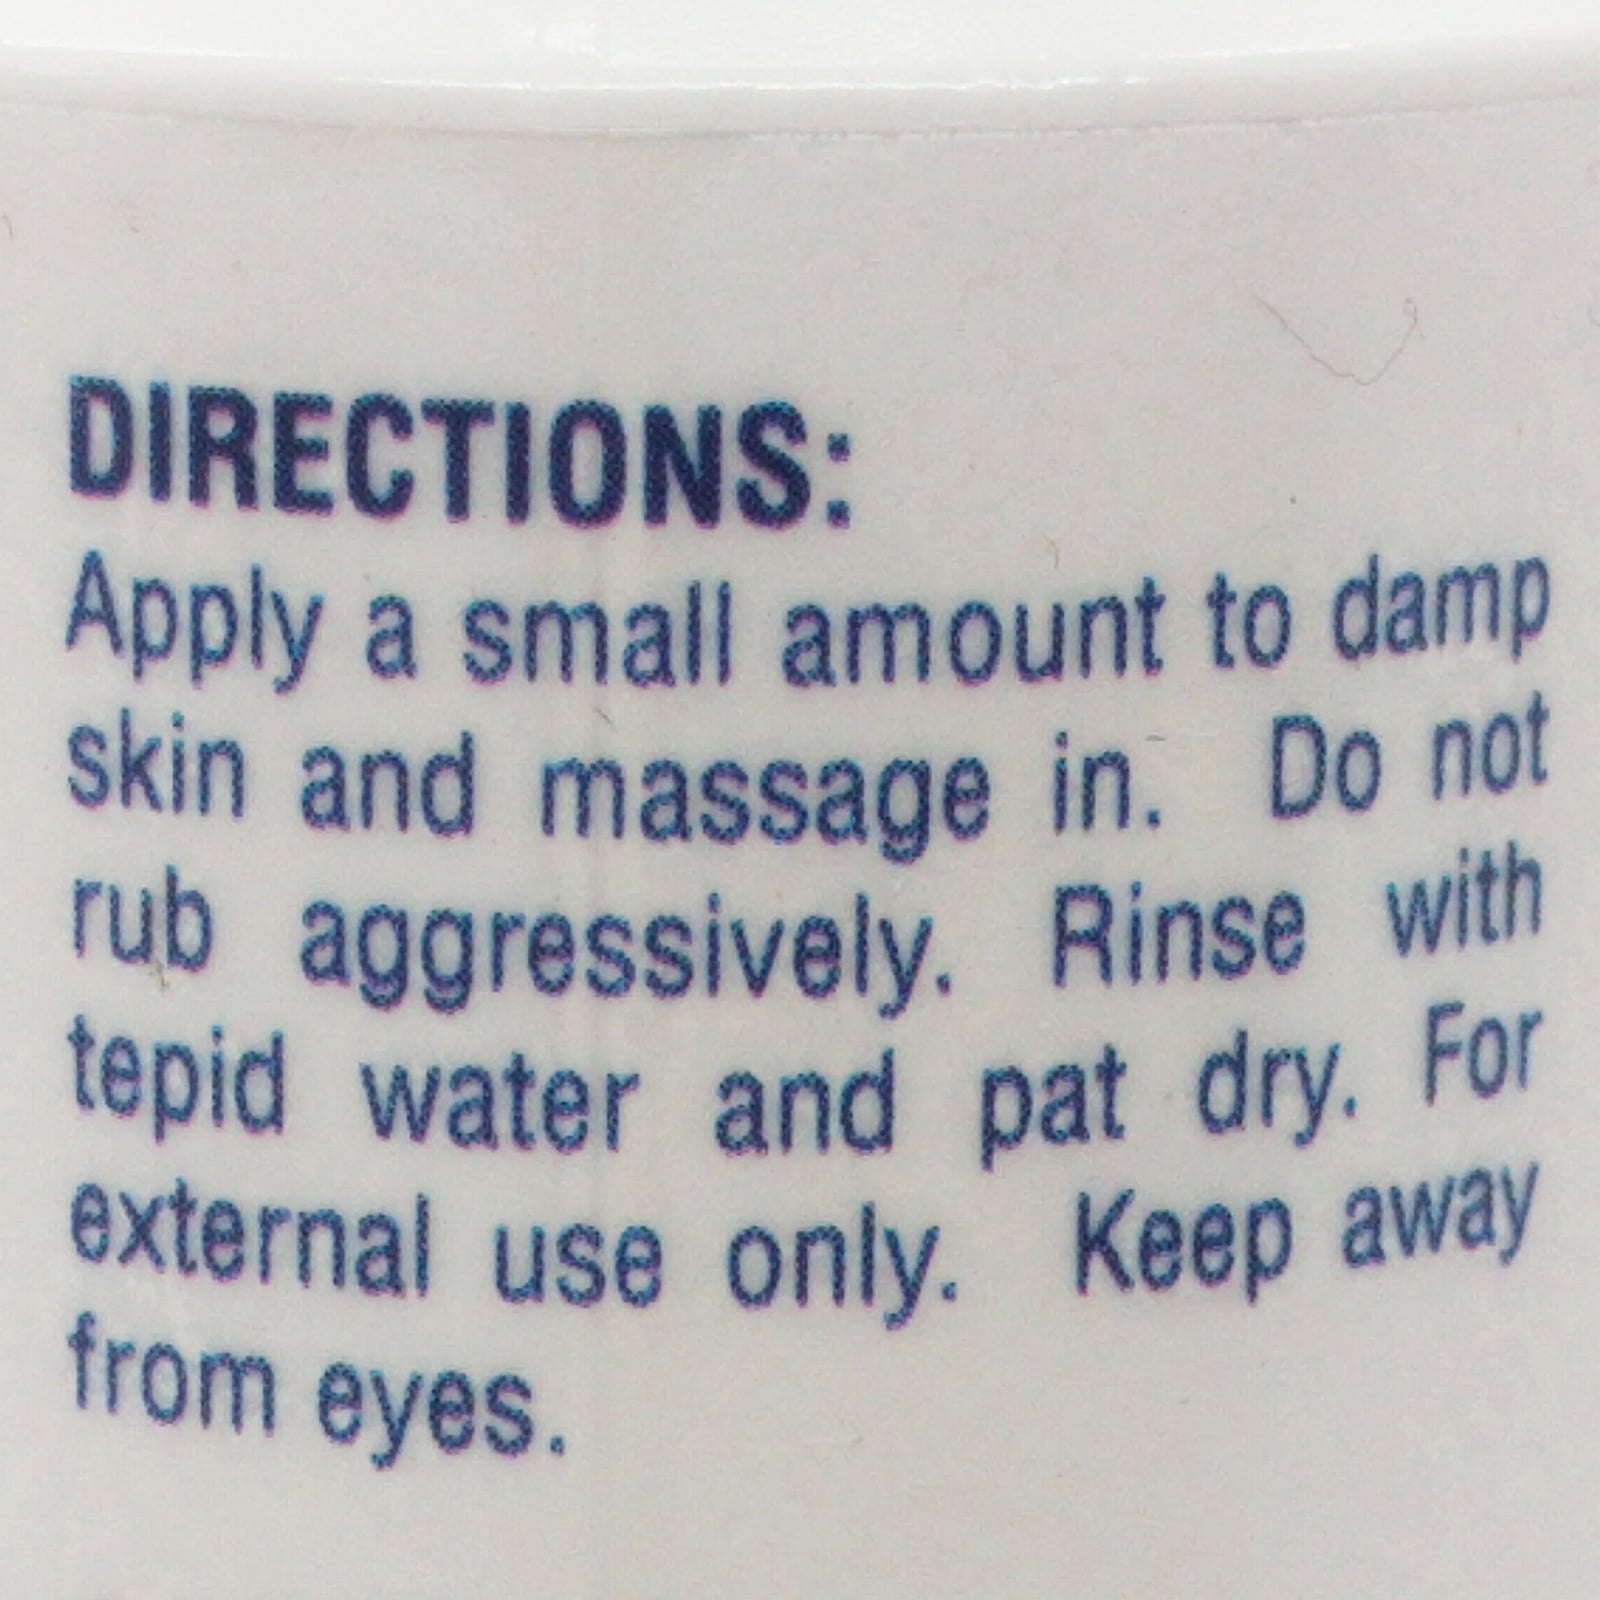 DIRECTIONS:
Apply a small amount to damp
skin and massage in. Do not
rub aggressively. Rinse with
tepid water and pat dry. For
external use only. Keep away
from eyes.